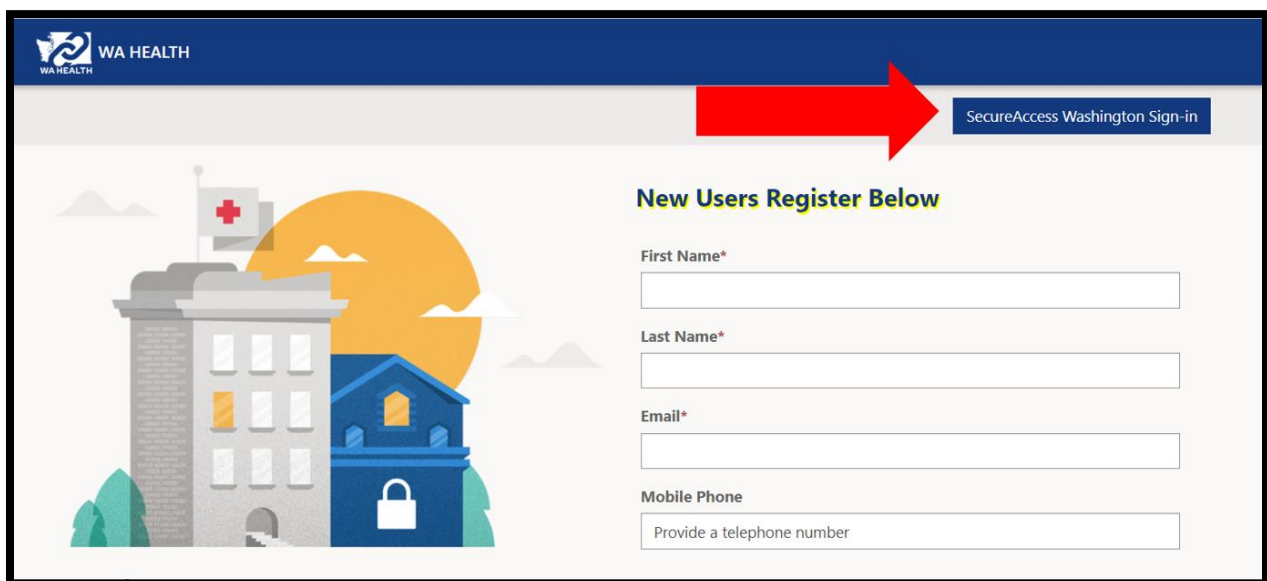 WA HEALTH
WA HEALTH
SecureAccess Washington Sign-in
New Users Register Below
First Name*
Last Name*
Email*
Mobile Phone
Provide a telephone number